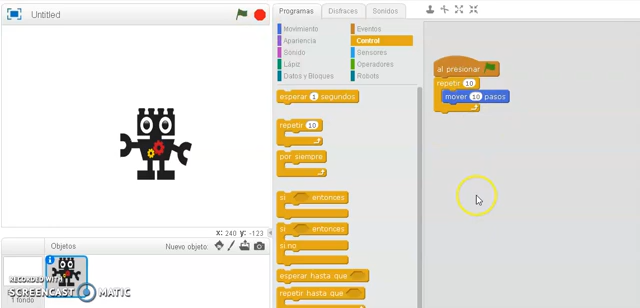 Untitled
Programas
Disfraces
Sonidos
Movimiento
Eventos
Apariencia
Control
Sonido
Sensores
Lápiz
Operadores
Datos y Bloques
Robots
esperar 1 segundos
repetir 10
por siempre
si entonces
si entonces
si no
esperar hasta que
repetir hasta que
al presionar
repetir 10
mover 10 pasos
x: 240 y: -123
Objetos
Nuevo objeto:
1 fondo
RECORDED WITH
SCREENCAST MATIC